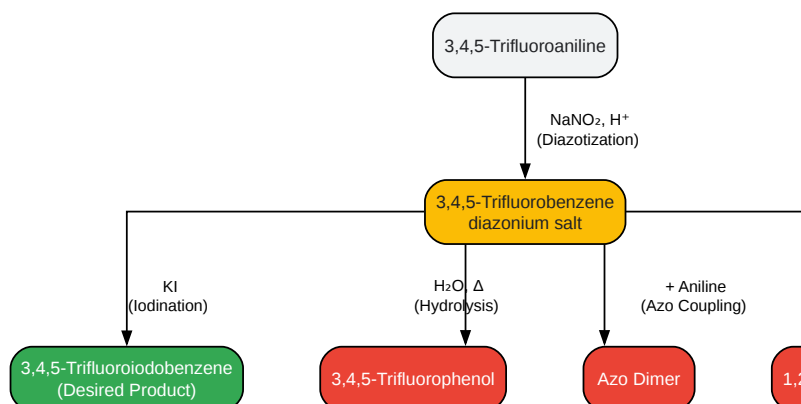 3,4,5-Trifluoroaniline
NaNO₂, H⁺
(Diazotization)
3,4,5-Trifluorobenzene
diazonium salt
KI
(Iodination)
H₂O, Δ
(Hydrolysis)
+ Aniline
(Azo Coupling)
3,4,5-Trifluoroiodobenzene
(Desired Product)
3,4,5-Trifluorophenol
Azo Dimer